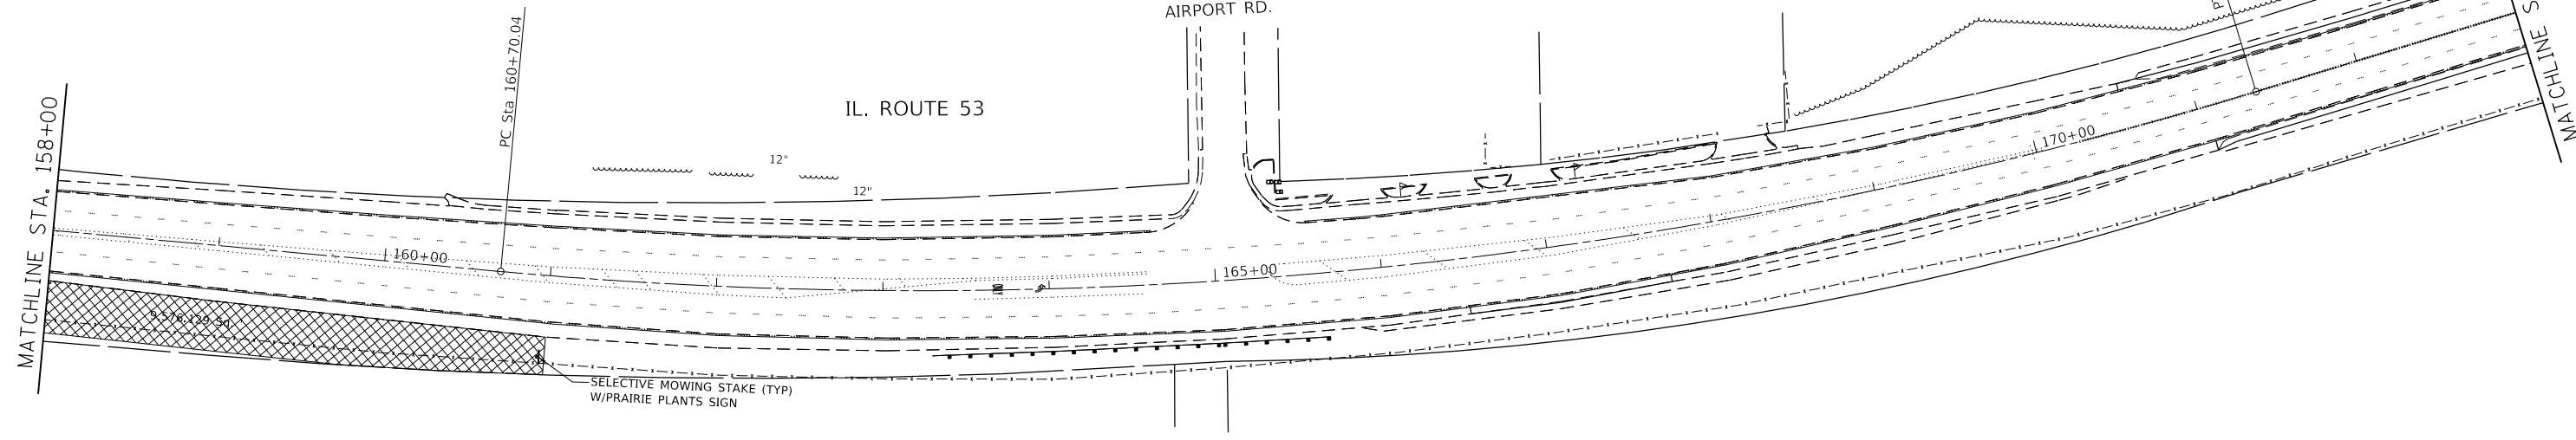 AIRPORT RD.
PC Sta 160+70.04
IL. ROUTE 53
MATCHLINE STA. 158+00
12"
12"
160+00
165+00
170+00
MATCHLINE
SELECTIVE MOWING STAKE (TYP)
W/PRAIRIE PLANTS SIGN